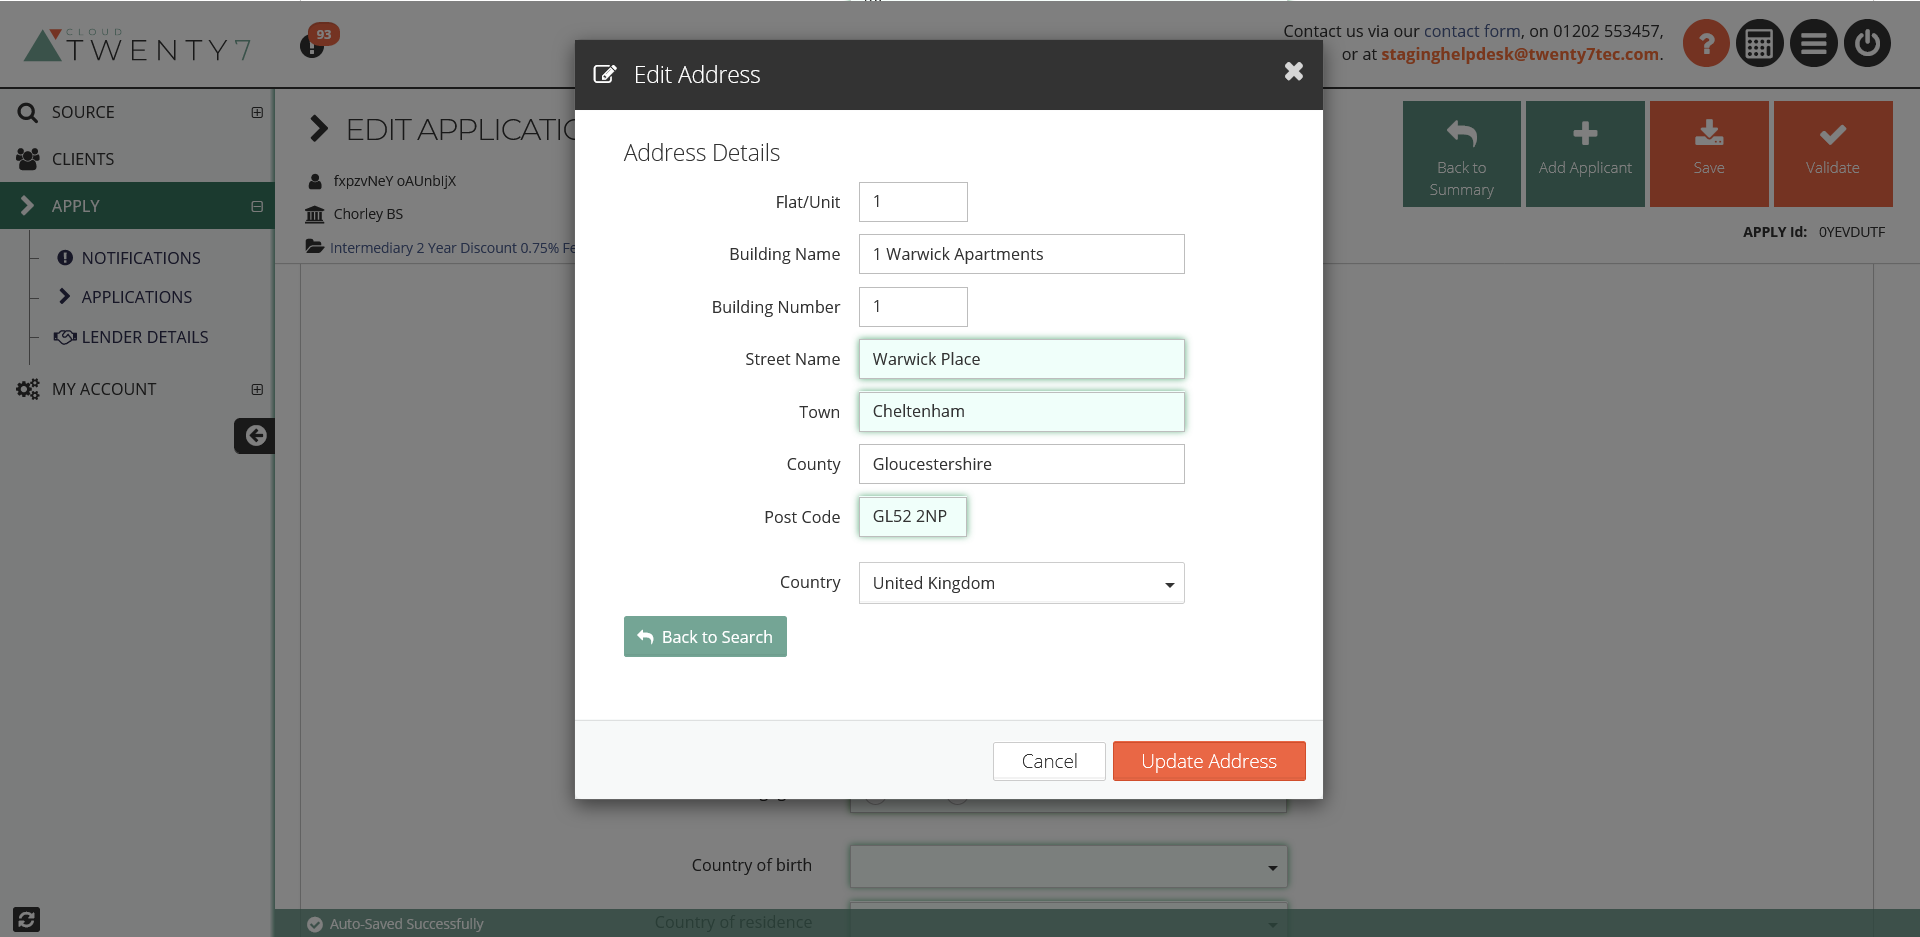 CLOUD
TWENTY7
93
Contact us via our contact form, on 01202 553457,
or at staginghelpdesk@twenty7tec.com.
SOURCE
CLIENTS
APPLY
NOTIFICATIONS
APPLICATIONS
LENDER DETAILS
MY ACCOUNT
EDIT APPLICATIO
fxpzvNeY oAUnbIjX
Chorley BS
Intermediary 2 Year Discount 0.75% Fe
Back to
Summary
Add Applicant
Save
Validate
APPLY Id: 0YEVDUTF
Edit Address
Address Details
Flat/Unit 1
Building Name 1 Warwick Apartments
Building Number 1
Street Name Warwick Place
Town Cheltenham
County Gloucestershire
Post Code GL52 2NP
Country United Kingdom
Back to Search
Cancel Update Address
Country of birth
Country of residence
Auto-Saved Successfully